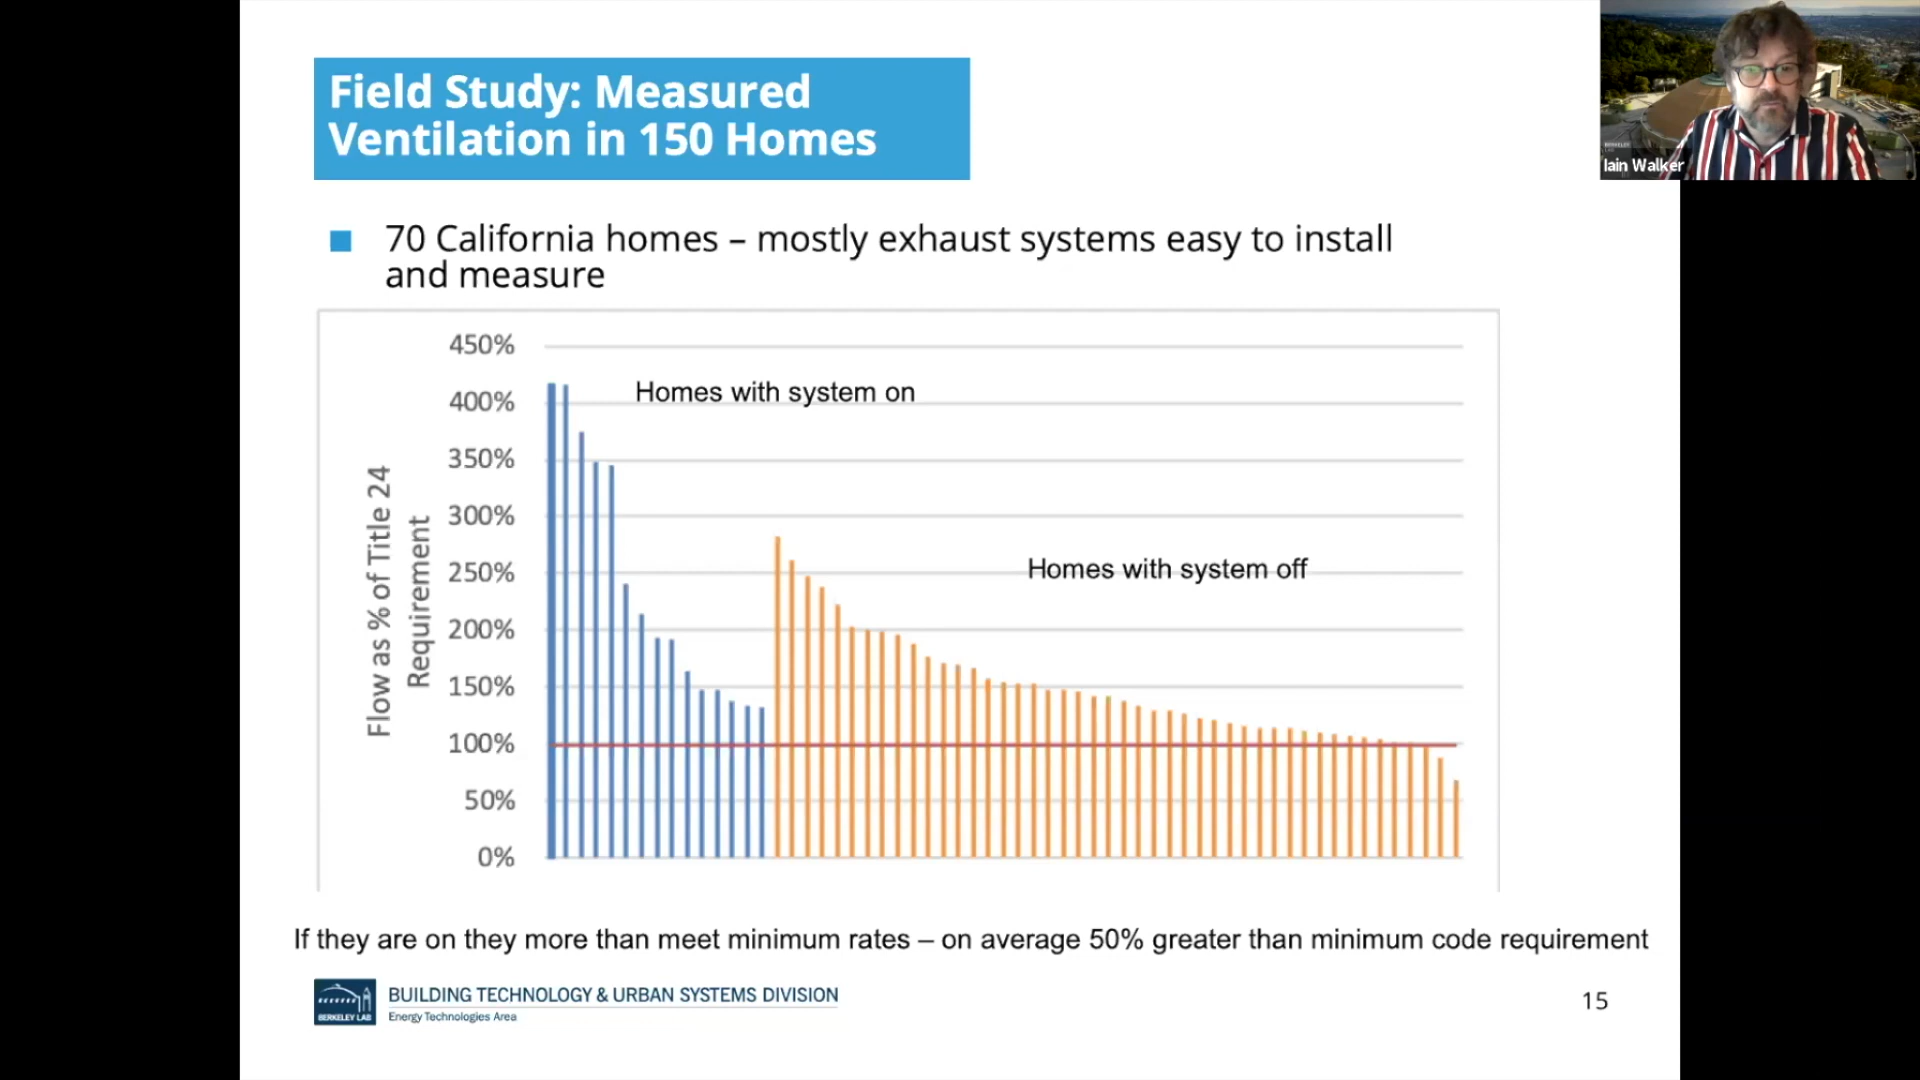 Field Study: Measured
Ventilation in 150 Homes
Iain Walker
70 California homes – mostly exhaust systems easy to install
and measure
Flow as % of Title 24
Requirement
450%
400%
350%
300%
250%
200%
150%
100%
50%
0%
Homes with system on
Homes with system off
If they are on they more than meet minimum rates – on average 50% greater than minimum code requirement
BERKELEY LAB
BUILDING TECHNOLOGY & URBAN SYSTEMS DIVISION
Energy Technologies Area
15